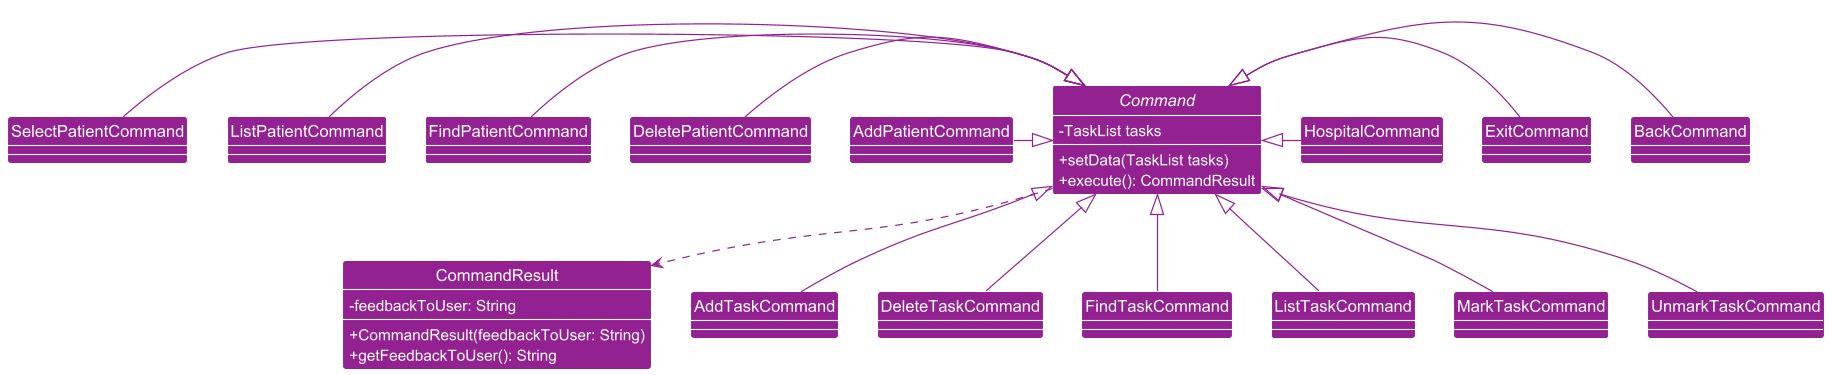 Command
-TaskList tasks
+setData(TaskList tasks)
+execute(): CommandResult
SelectPatientCommand
ListPatientCommand
FindPatientCommand
DeletePatientCommand
AddPatientCommand
HospitalCommand
ExitCommand
BackCommand
CommandResult
-feedbackToUser: String
+CommandResult(feedbackToUser: String)
+getFeedbackToUser(): String
AddTaskCommand
DeleteTaskCommand
FindTaskCommand
ListTaskCommand
MarkTaskCommand
UnmarkTaskCommand